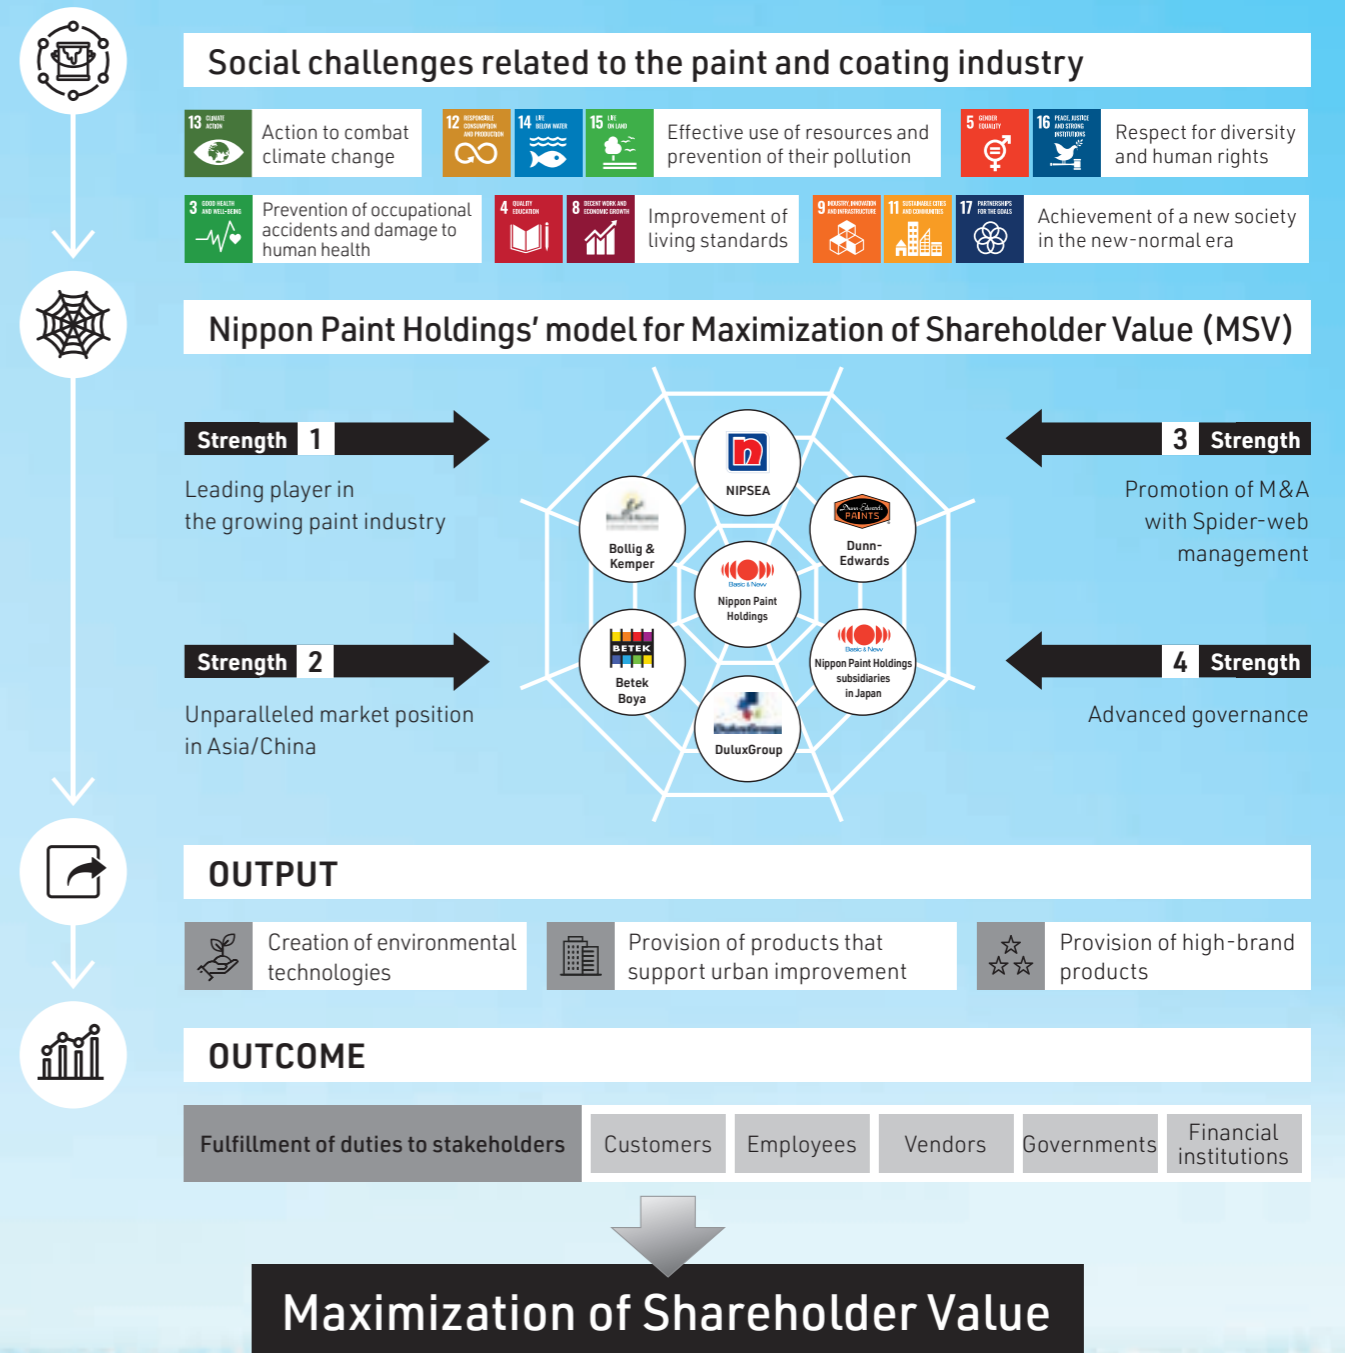 Social challenges related to the paint and coating industry
13 CLIMATE
ACTION
Action to combat
climate change
12 RESPONSIBLE
CONSUMPTION
AND PRODUCTION
14 LIFE
BELOW WATER
15 LIFE
ON LAND
Effective use of resources and
prevention of their pollution
5 GENDER
EQUALITY
16 PEACE, JUSTICE
AND STRONG
INSTITUTIONS
Respect for diversity
and human rights
3 GOOD HEALTH
AND WELL-BEING
Prevention of occupational
accidents and damage to
human health
4 QUALITY
EDUCATION
8 DECENT WORK AND
ECONOMIC GROWTH
Improvement of
living standards
9 INDUSTRY, INNOVATION
AND INFRASTRUCTURE
11 SUSTAINABLE CITIES
AND COMMUNITIES
17 PARTNERSHIPS
FOR THE GOALS
Achievement of a new society
in the new-normal era
Nippon Paint Holdings' model for Maximization of Shareholder Value (MSV)
Strength 1
Leading player in
the growing paint industry
Strength 2
Unparalleled market position
in Asia/China
n
NIPSEA
Bollig &
Kemper
Dunn-Edwards
PAINTS
Dunn-
Edwards
Basic & New
Nippon Paint
Holdings
BETEK
Betek
Boya
Basic & New
Nippon Paint Holdings
subsidiaries
in Japan
DuluxGroup
DuluxGroup
3 Strength
Promotion of M&A
with Spider-web
management
4 Strength
Advanced governance
OUTPUT
Creation of environmental
technologies
Provision of products that
support urban improvement
Provision of high-brand
products
OUTCOME
Fulfillment of duties to stakeholders
Customers
Employees
Vendors
Governments
Financial
institutions
Maximization of Shareholder Value